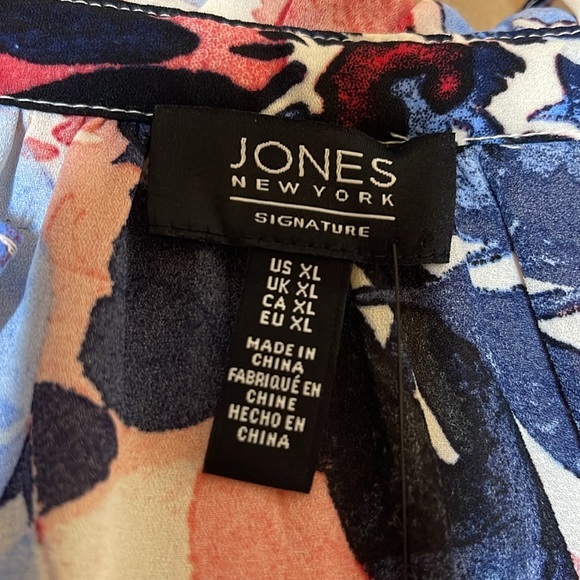 JONES
NEW YORK
SIGNATURE
US XL
UK XL
CA XL
EU XL
MADE IN
CHINA
FABRIQUÉ EN
CHINE
HECHO EN
CHINA